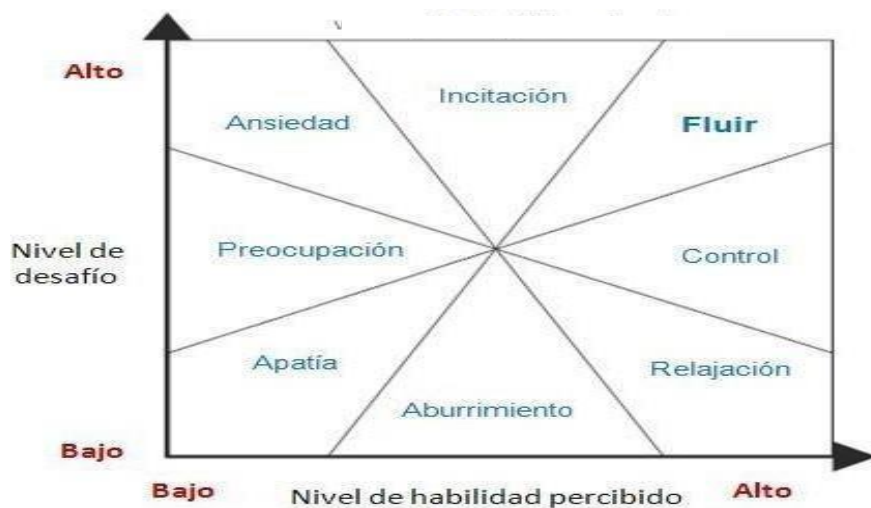 Alto
Incitación
Ansiedad
Fluir
Nivel de
desafío
Preocupación
Control
Apatía
Relajación
Aburrimiento
Bajo
Bajo
Nivel de habilidad percibido
Alto